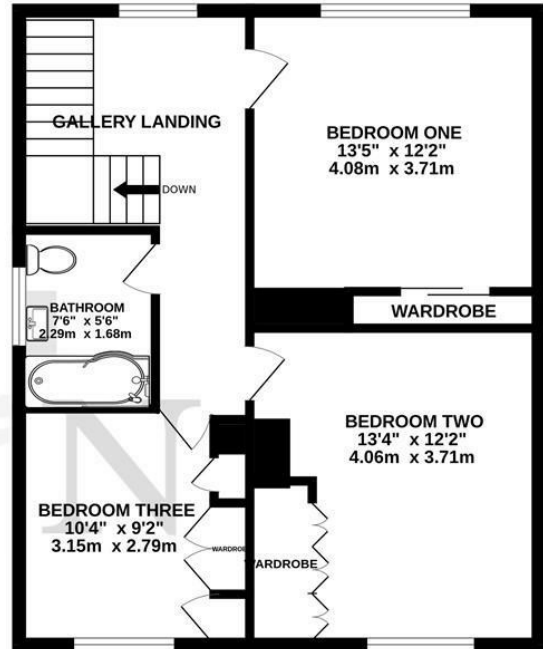 GALLERY LANDING
DOWN
BEDROOM ONE
13'5" x 12'2"
4.08m x 3.71m
WARDROBE
BATHROOM
7'6" x 5'6"
2.29m x 1.68m
BEDROOM TWO
13'4" x 12'2"
4.06m x 3.71m
WARDROBE
BEDROOM THREE
10'4" x 9'2"
3.15m x 2.79m
WARDROBE
N